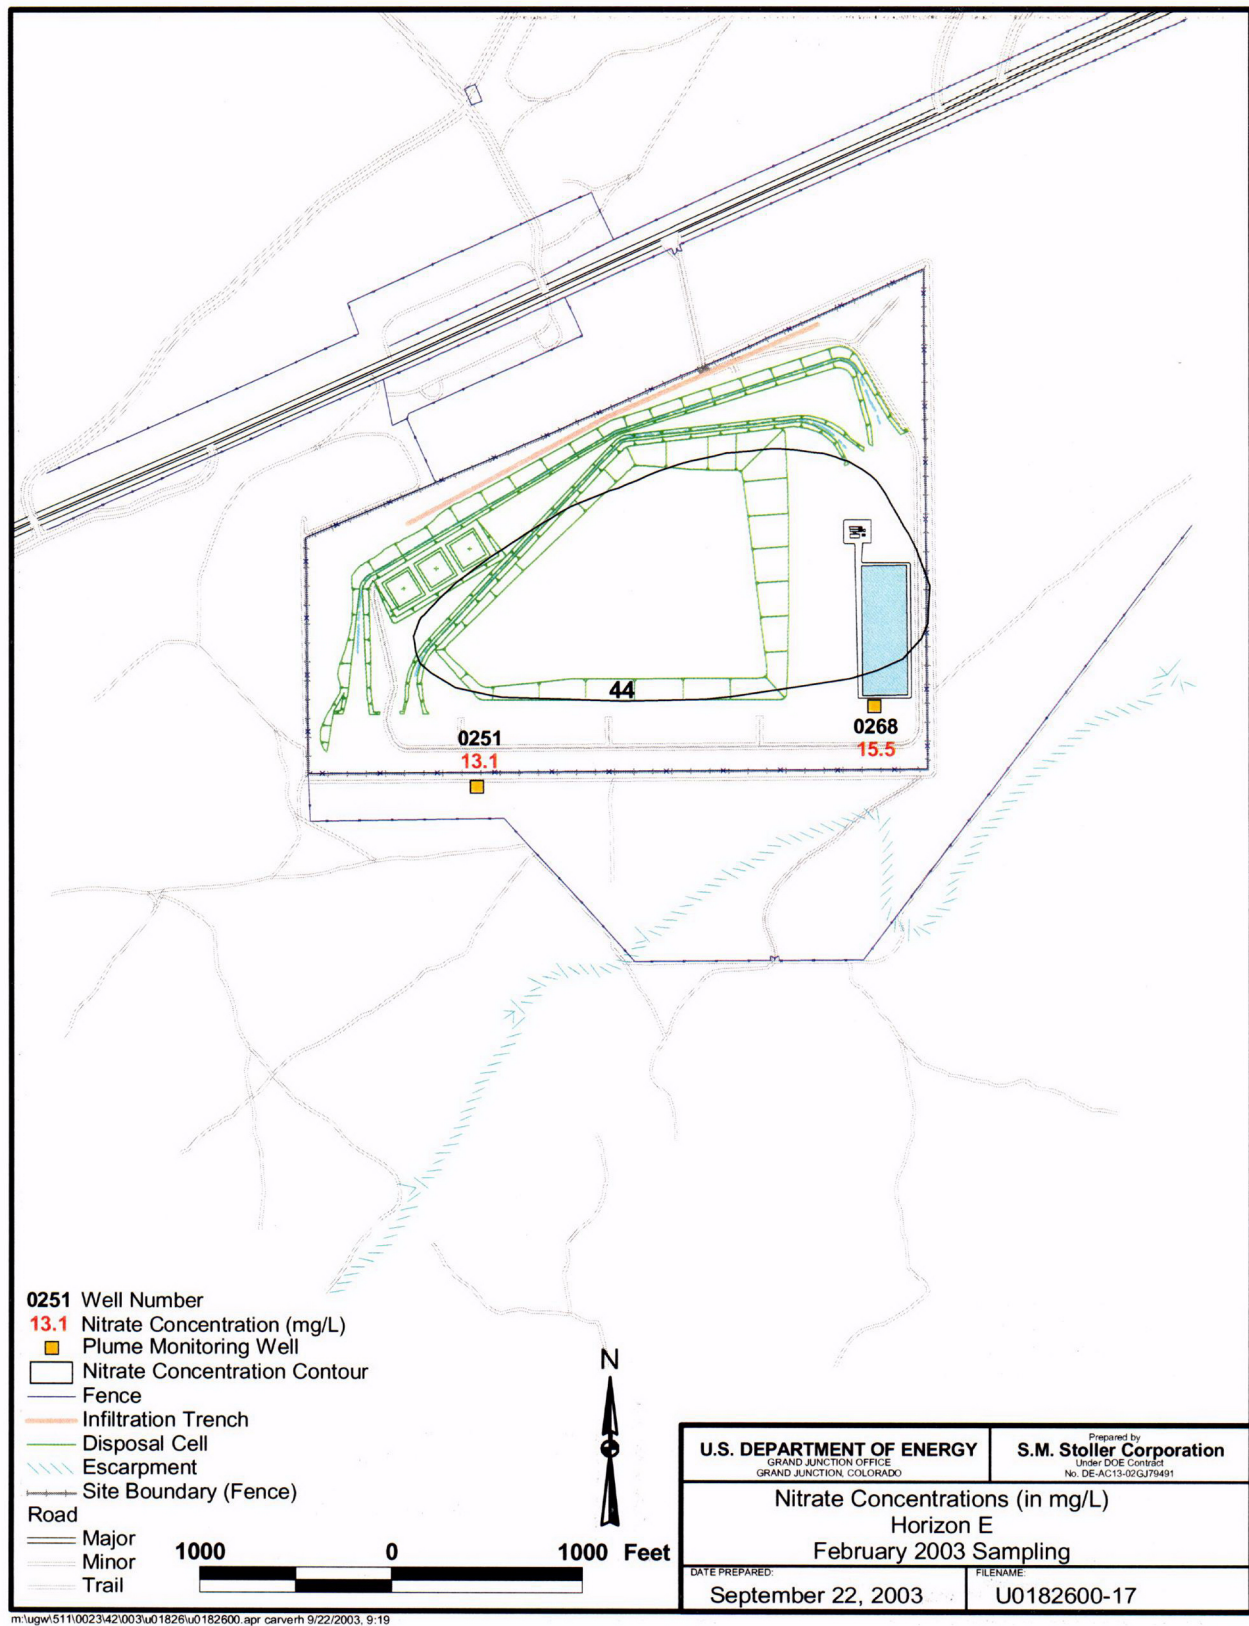 44
0251
13.1
0268
15.5
0251 Well Number
13.1 Nitrate Concentration (mg/L)
Plume Monitoring Well
Nitrate Concentration Contour
Fence
Infiltration Trench
Disposal Cell
Escarpment
Site Boundary (Fence)
Road
Major
Minor
Trail
N
1000 0 1000 Feet
U.S. DEPARTMENT OF ENERGY
GRAND JUNCTION OFFICE
GRAND JUNCTION, COLORADO
Prepared by
S.M. Stoller Corporation
Under DOE Contract
No. DE-AC13-02GJ79491
Nitrate Concentrations (in mg/L)
Horizon E
February 2003 Sampling
DATE PREPARED:
September 22, 2003
FILENAME:
U0182600-17
m:\ugw\511\0023\42\003\u01826\u0182600.apr carverh 9/22/2003, 9:19